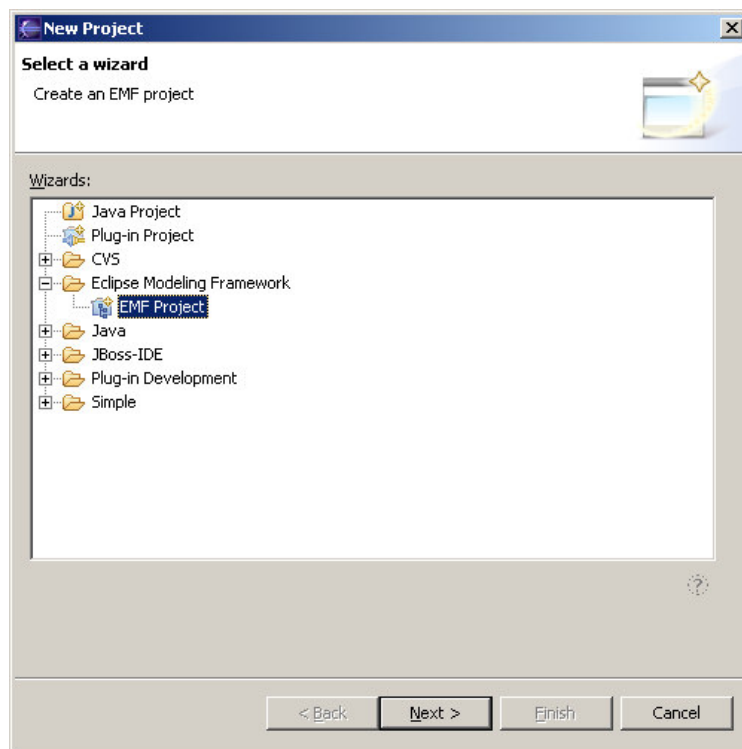 New Project
Select a wizard
Create an EMF project
Wizards:
Java Project
Plug-in Project
CVS
Eclipse Modeling Framework
EMF Project
Java
JBoss-IDE
Plug-in Development
Simple
?
< Back Next > Finish Cancel